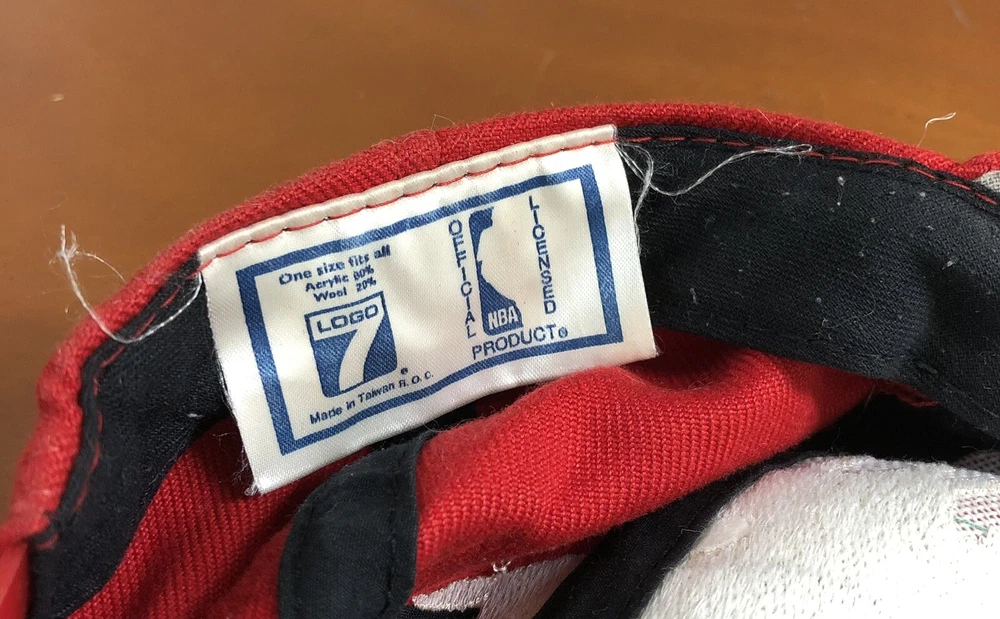 One size fits all
Acrylic 80%
Wool 20%
LOGO
7
®
Made in Taiwan R.O.C.
OFFICIAL
NBA
LICENSED
PRODUCT®